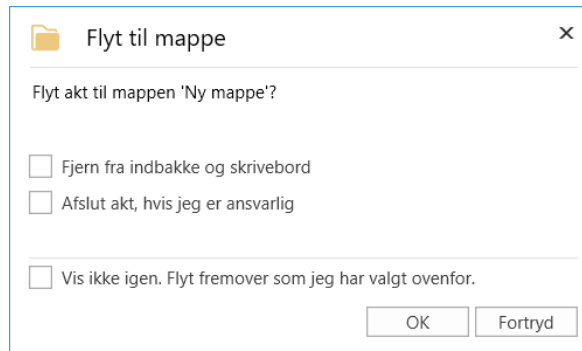 Flyt til mappe
Flyt akt til mappen 'Ny mappe'?
Fjern fra indbakke og skrivebord
Afslut akt, hvis jeg er ansvarlig
Vis ikke igen. Flyt fremover som jeg har valgt ovenfor.
OK Fortryd